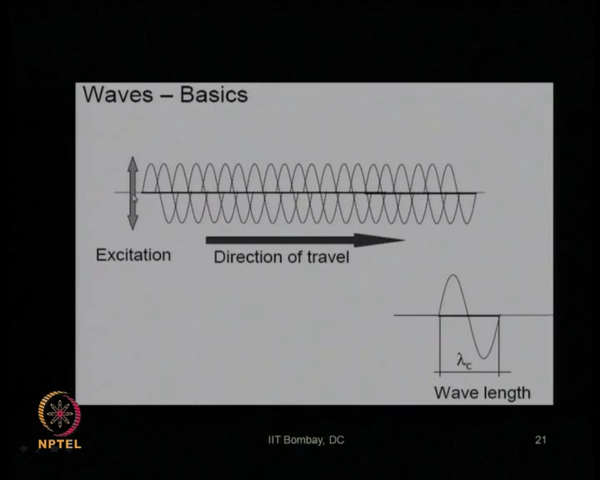 Waves – Basics
Excitation
Direction of travel
λc
Wave length
NPTEL
IIT Bombay, DC
21